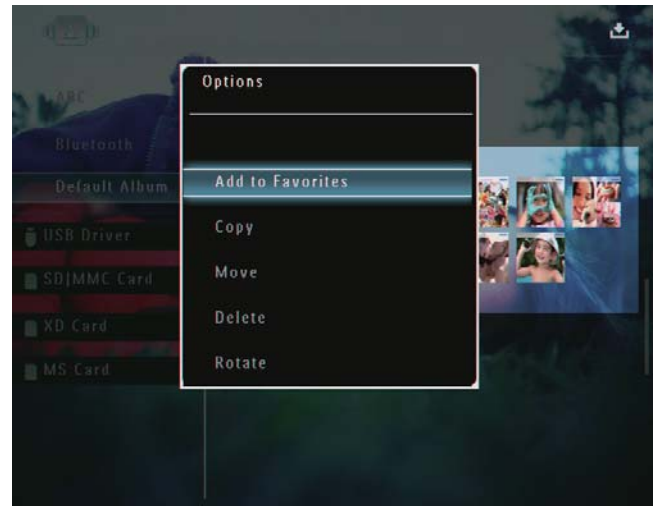 ABC
Bluetooth
Default Album
USB Driver
SD|MMC Card
XD Card
MS Card
Options
Add to Favorites
Copy
Move
Delete
Rotate